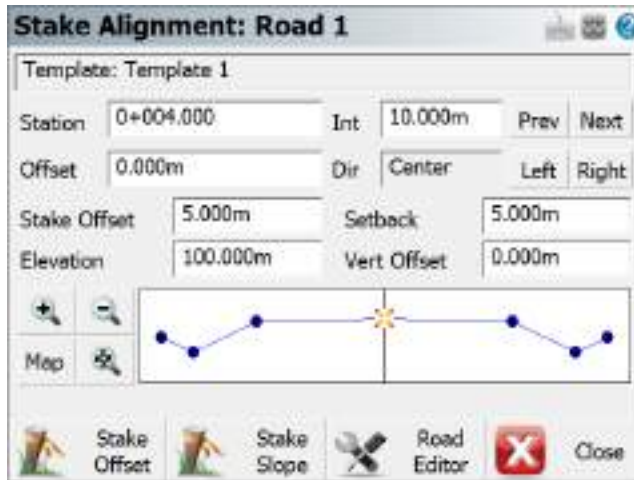 Stake Alignment: Road 1
Template: Template 1
Station 0+004.000 Int 10.000m Prev Next
Offset 0.000m Dir Center Left Right
Stake Offset 5.000m Setback 5.000m
Elevation 100.000m Vert Offset 0.000m
Map
Stake Offset Stake Slope Road Editor Close